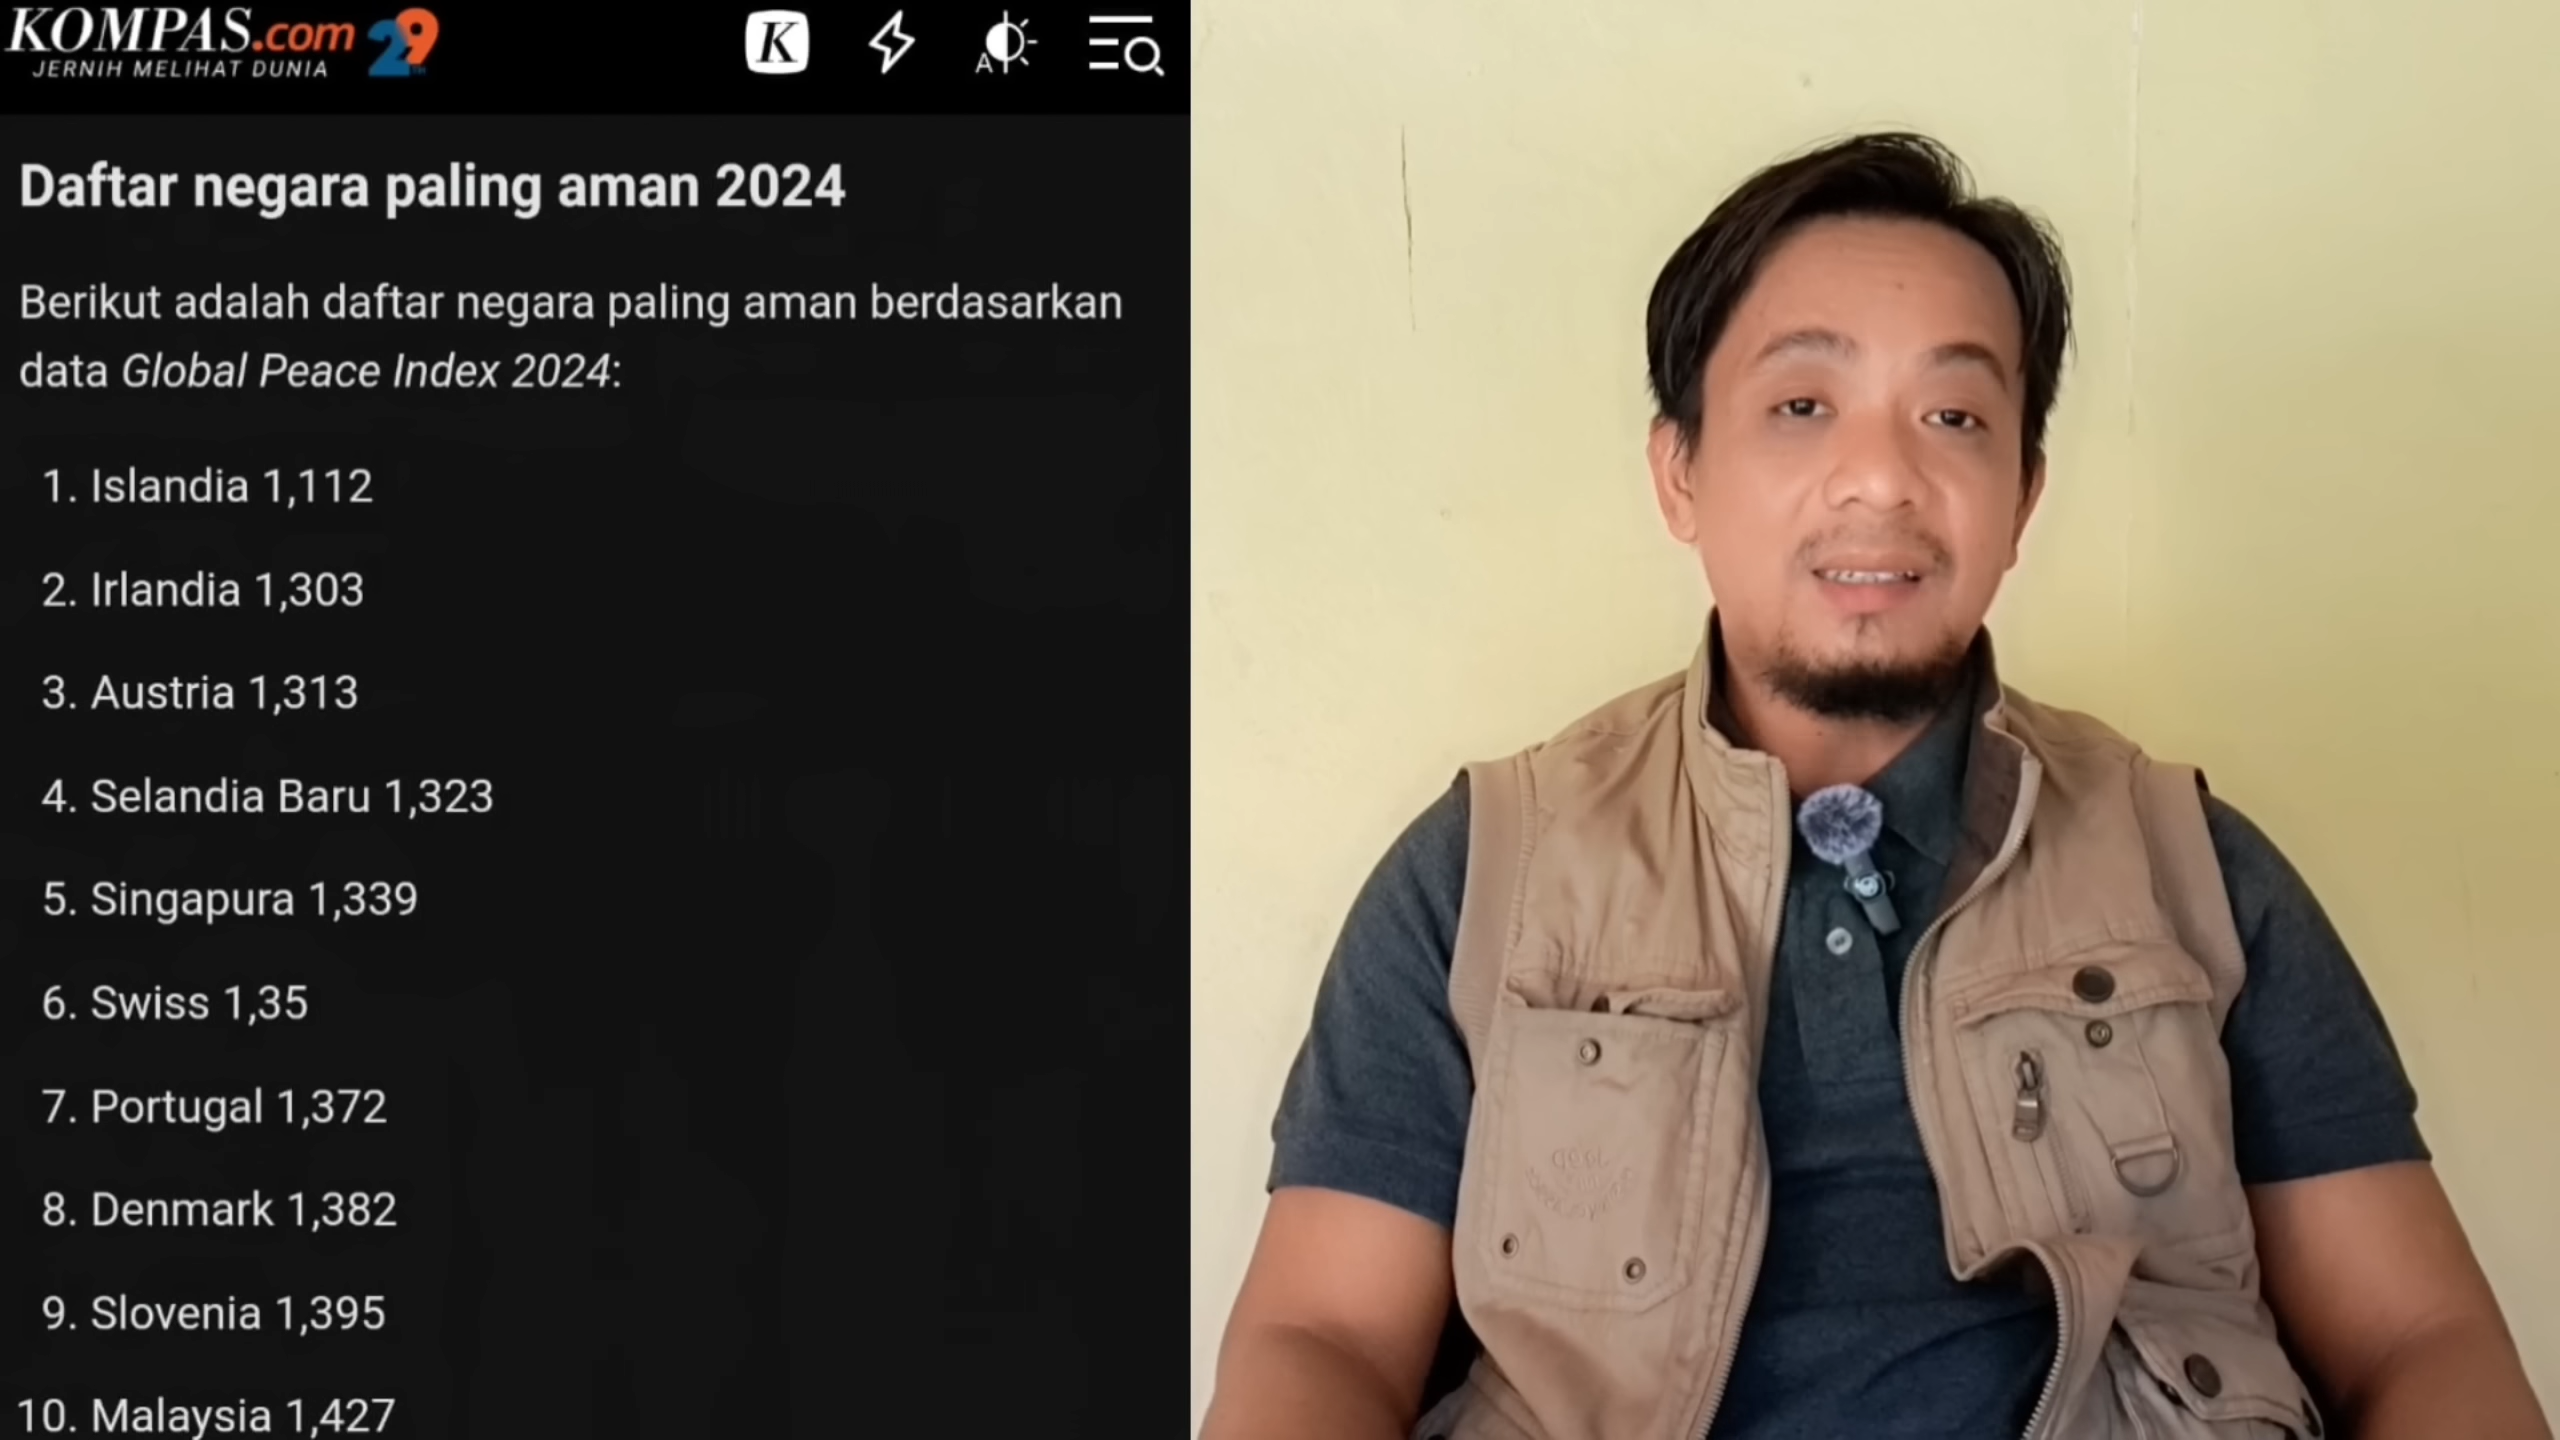 KOMPAS.com 29
JERNIH MELIHAT DUNIA
K
A
Daftar negara paling aman 2024
Berikut adalah daftar negara paling aman berdasarkan
data Global Peace Index 2024:
1. Islandia 1,112
2. Irlandia 1,303
3. Austria 1,313
4. Selandia Baru 1,323
5. Singapura 1,339
6. Swiss 1,35
7. Portugal 1,372
8. Denmark 1,382
9. Slovenia 1,395
10. Malaysia 1,427